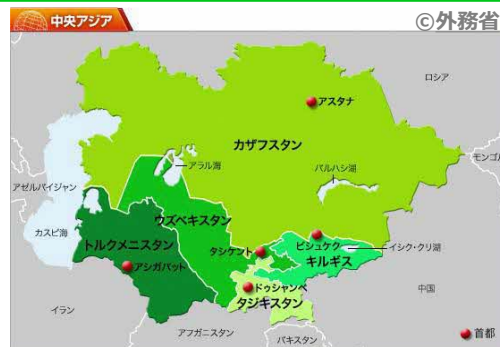 中央アジア
©外務省
ロシア
アスタナ
カザフスタン
モンゴル
アラル海
バルハシ湖
アゼルバイジャン
ウズベキスタン
カスピ海
トルクメニスタン
タシケント
ビシュケク
イシク・クリ湖
キルギス
アシガバット
ドゥシャンベ
タジキスタン
中国
イラン
アフガニスタン
パキスタン
首都